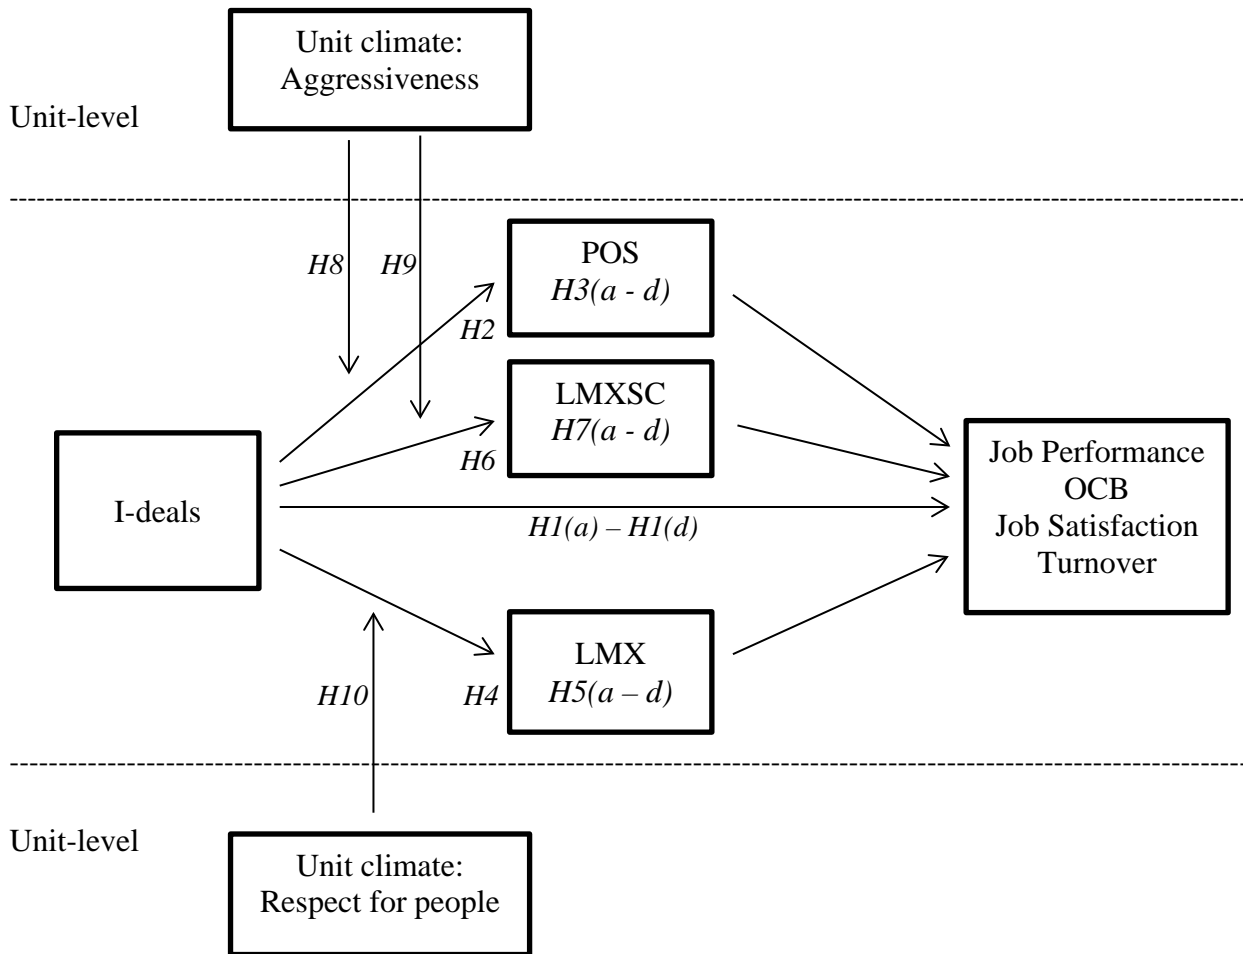 Unit climate:
Aggressiveness
Unit-level
H8
H9
POS
H3(a - d)
H2
LMXSC
H7(a - d)
H6
I-deals
H1(a) – H1(d)
Job Performance
OCB
Job Satisfaction
Turnover
LMX
H5(a – d)
H10
H4
Unit-level
Unit climate:
Respect for people